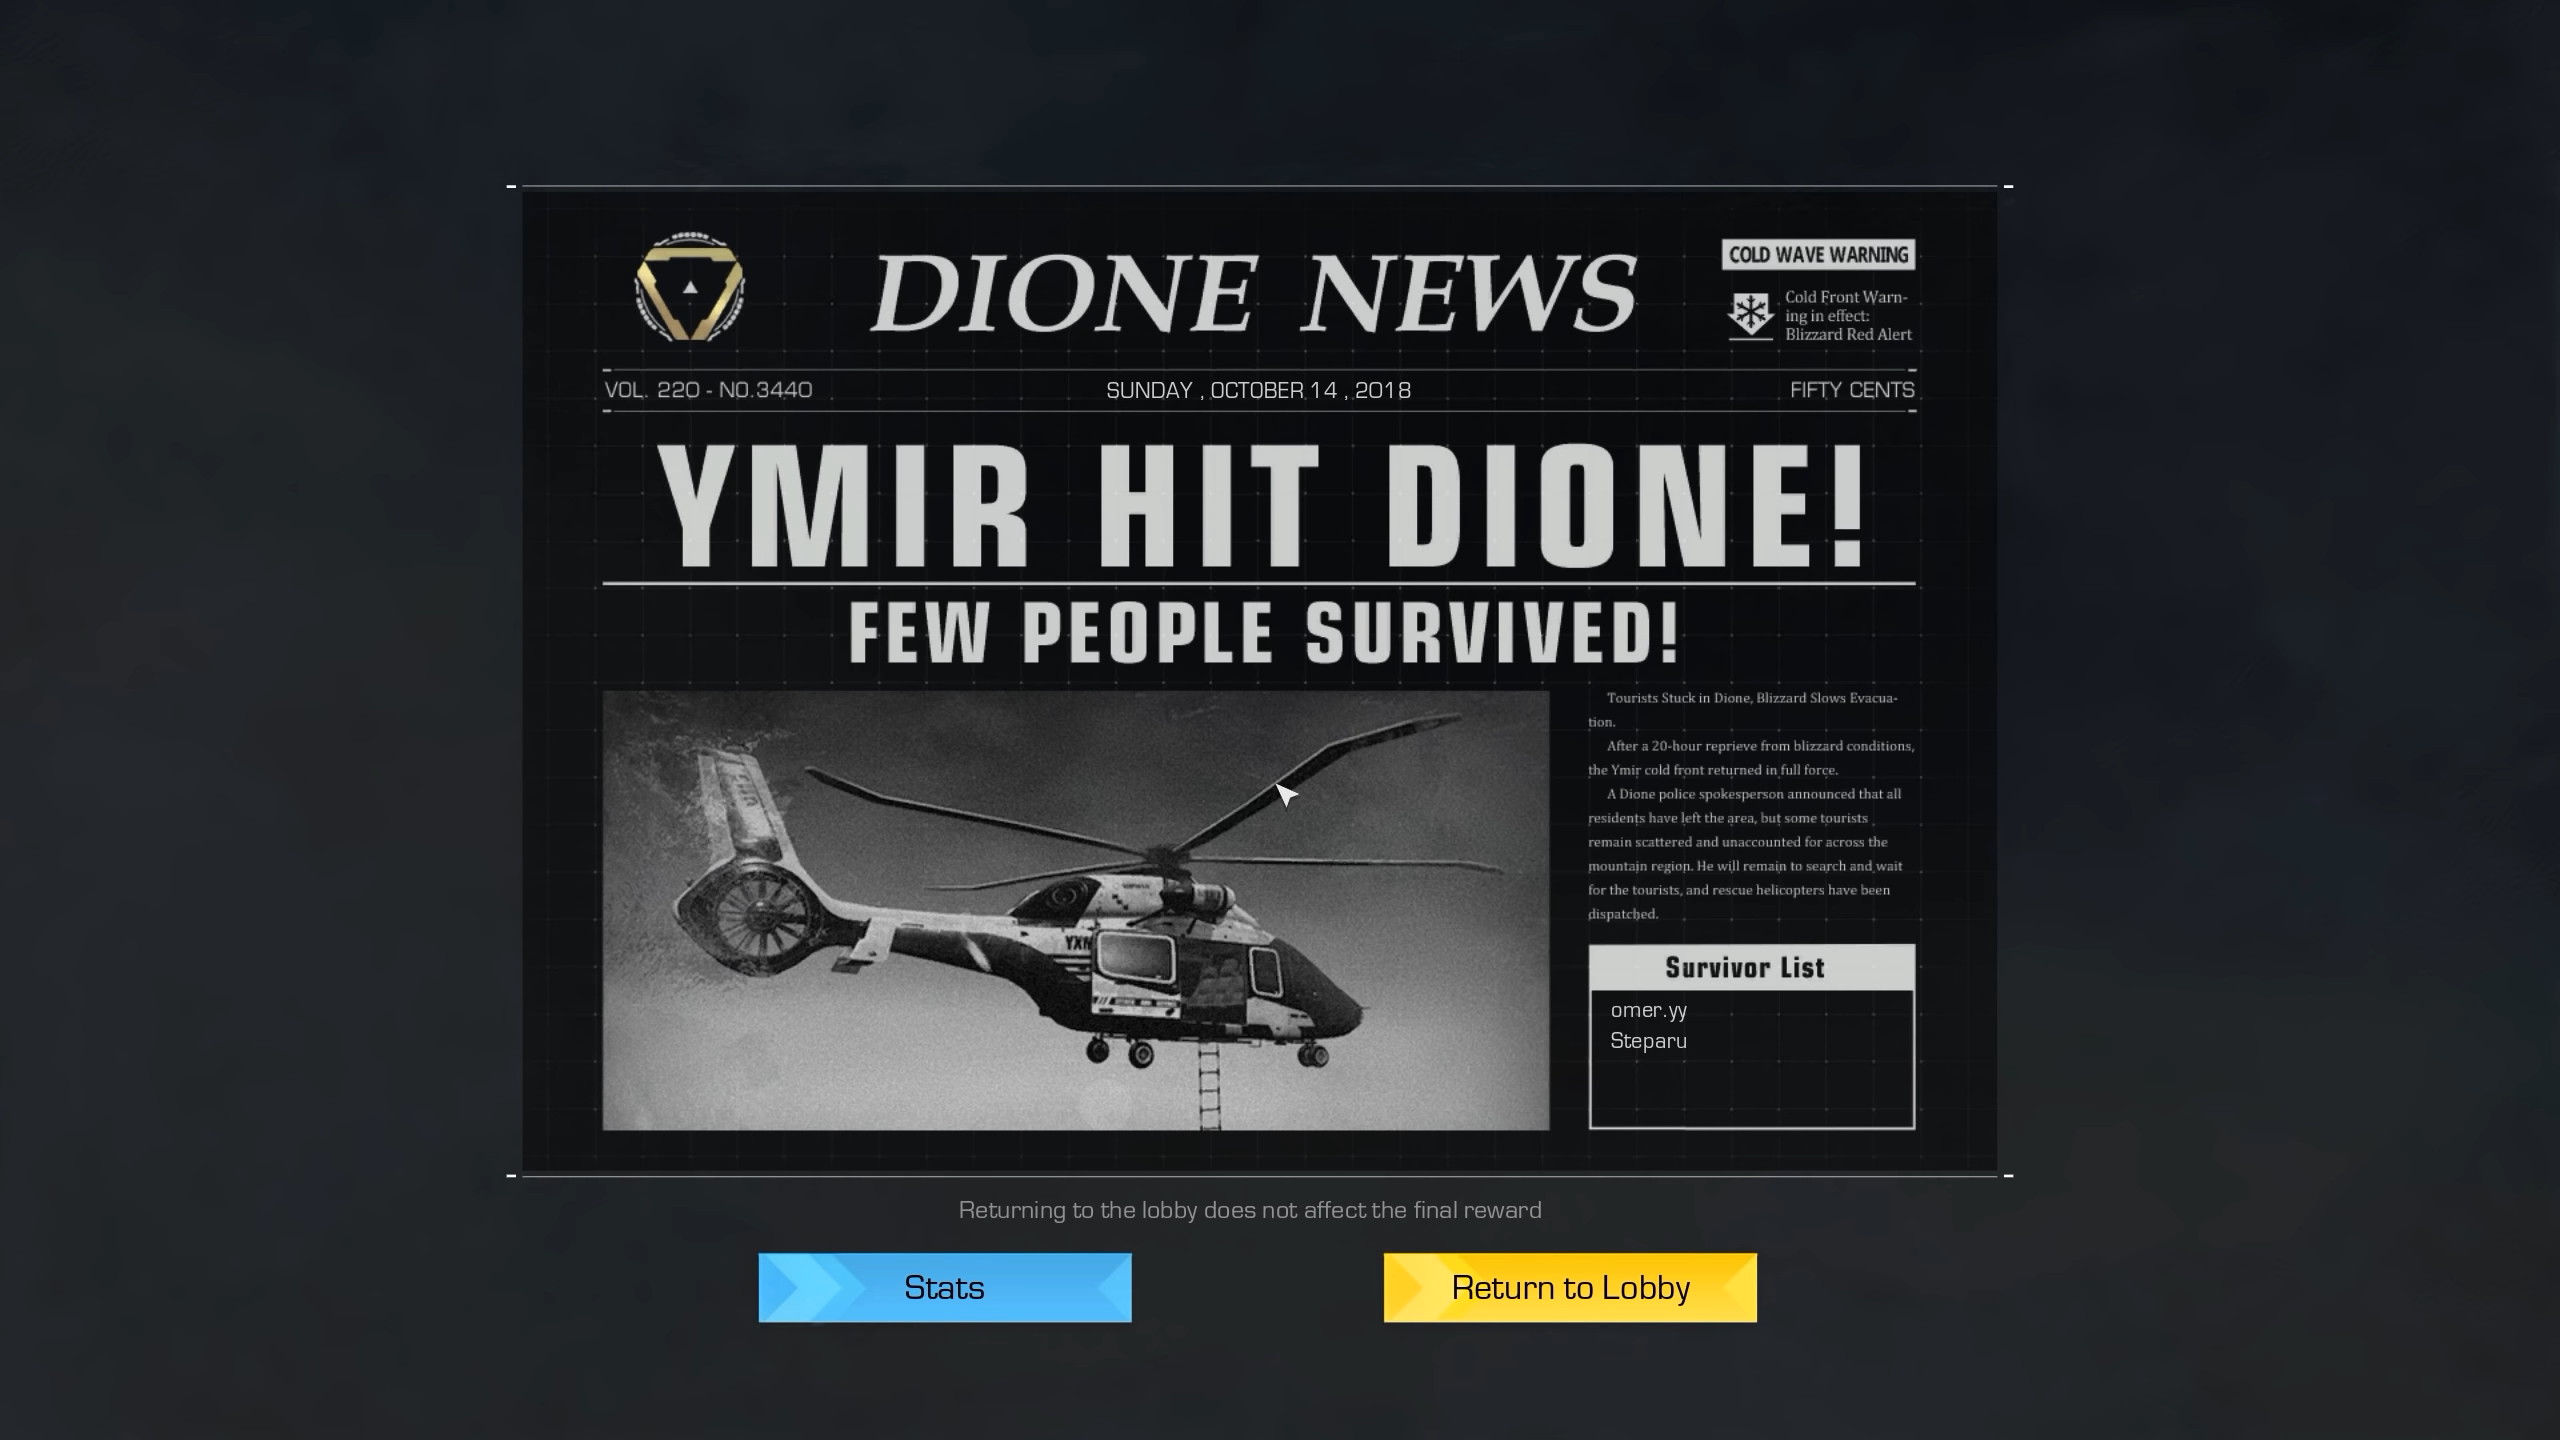 DIONE NEWS
COLD WAVE WARNING
Cold Front Warn-
ing in effect:
Blizzard Red Alert
VOL. 220 - NO.3440
SUNDAY , OCTOBER 14 , 2018
FIFTY CENTS
YMIR HIT DIONE!
FEW PEOPLE SURVIVED!
Tourists Stuck in Dione, Blizzard Slows Evacua-
tion.
After a 20-hour reprieve from blizzard conditions,
the Ymir cold front returned in full force.
A Dione police spokesperson announced that all
residents have left the area, but some tourists
remain scattered and unaccounted for across the
mountain region. He will remain to search and wait
for the tourists, and rescue helicopters have been
dispatched.
Survivor List
omer.yy
Steparu
Returning to the lobby does not affect the final reward
Stats
Return to Lobby